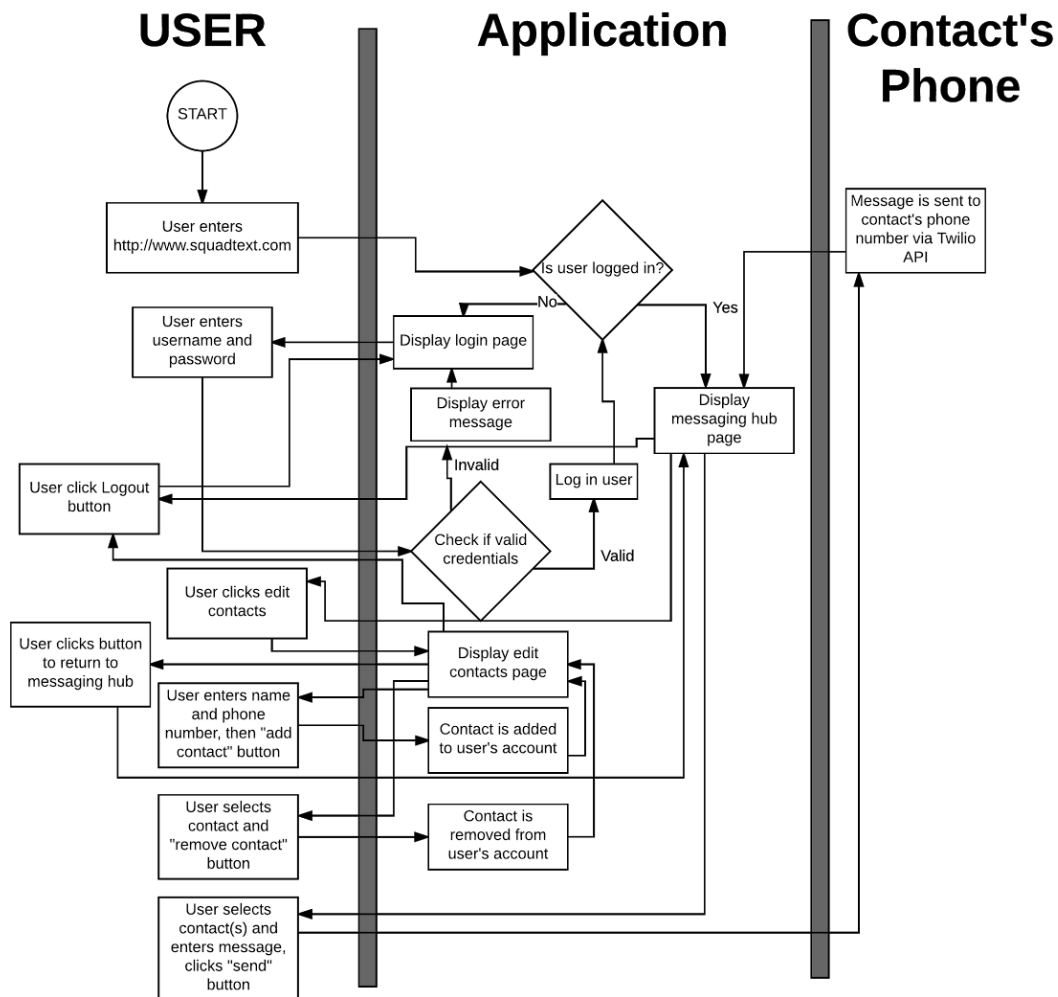 USER
Application
Contact's
Phone
START
User enters
http://www.squadtext.com
Is user logged in?
Message is sent to
contact's phone
number via Twilio
API
No
Yes
User enters
username and
password
Display login page
Display error
message
Display
messaging hub
page
Invalid
Log in user
User click Logout
button
Check if valid
credentials
Valid
User clicks edit
contacts
User clicks button
to return to
messaging hub
Display edit
contacts page
User enters name
and phone
number, then "add
contact" button
Contact is added
to user's account
User selects
contact and
"remove contact"
button
Contact is
removed from
user's account
User selects
contact(s) and
enters message,
clicks "send"
button